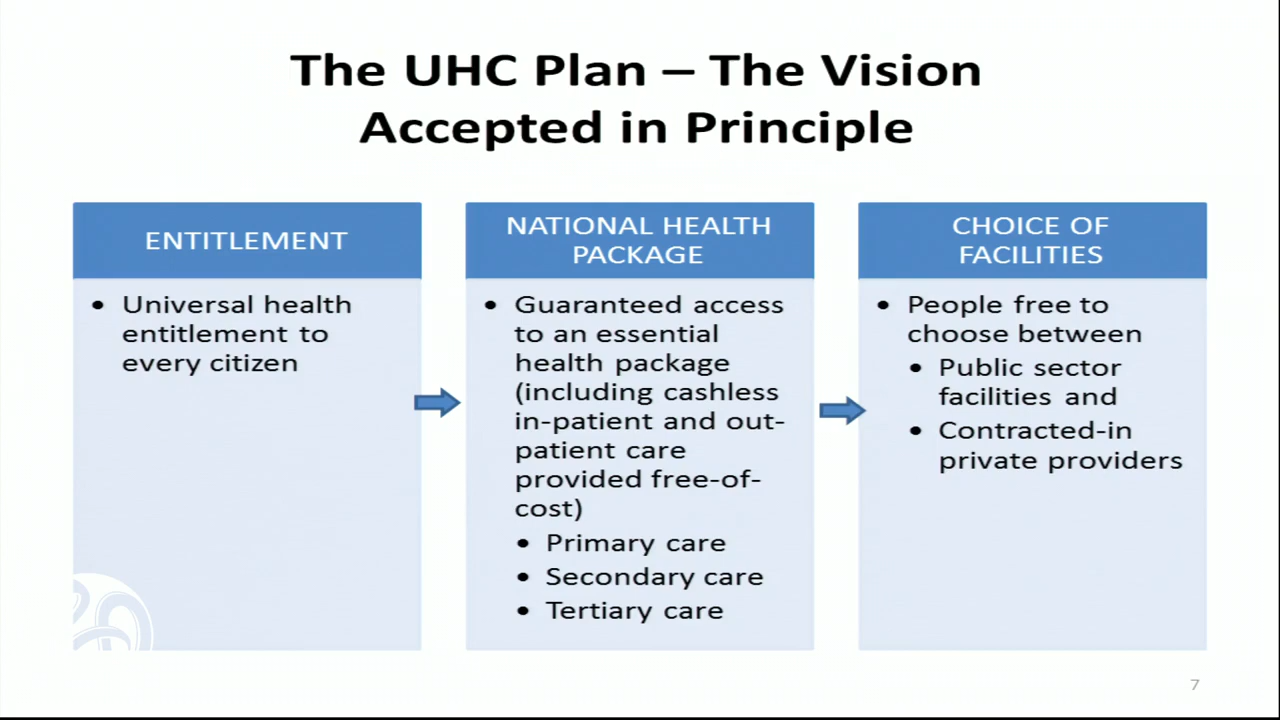 The UHC Plan – The Vision
Accepted in Principle
ENTITLEMENT
• Universal health
entitlement to
every citizen
NATIONAL HEALTH
PACKAGE
• Guaranteed access
to an essential
health package
(including cashless
in-patient and out-
patient care
provided free-of-
cost)
• Primary care
• Secondary care
• Tertiary care
CHOICE OF
FACILITIES
• People free to
choose between
• Public sector
facilities and
• Contracted-in
private providers
7